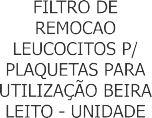 FILTRO DE
REMOCAO
LEUCOCITOS P/
PLAQUETAS PARA
UTILIZAÇÃO BEIRA
LEITO - UNIDADE